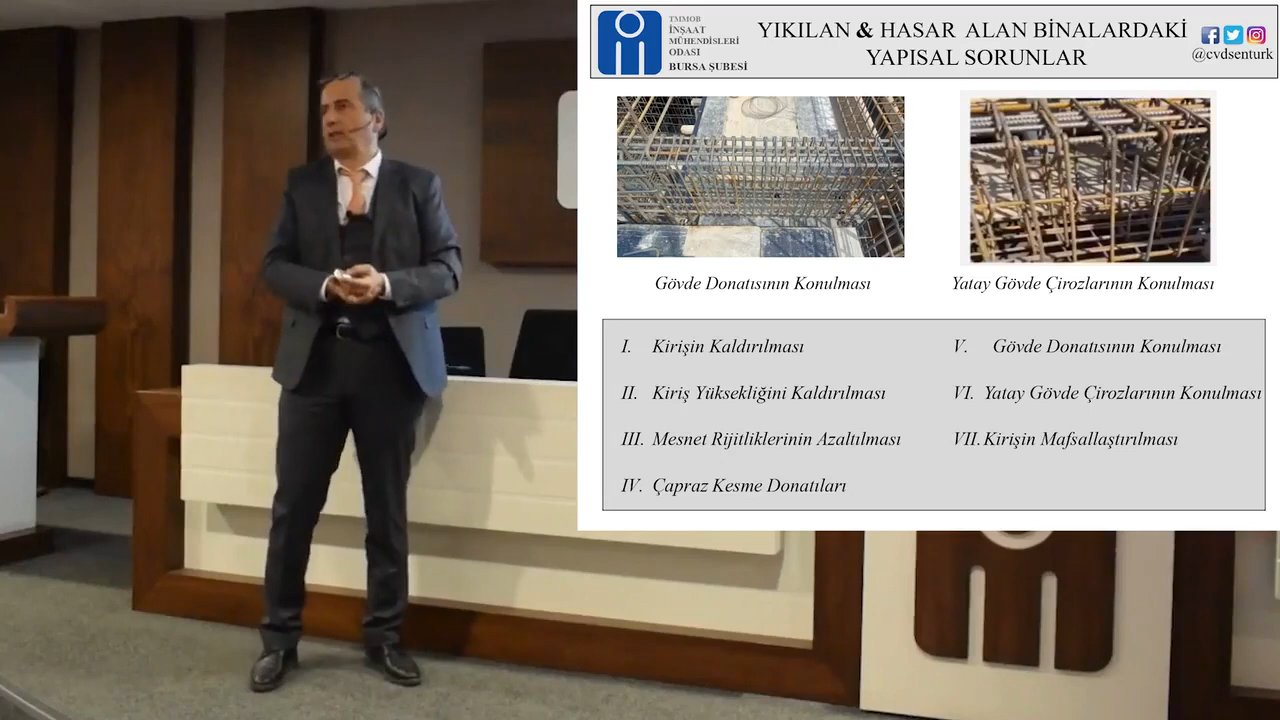 TMMOB
İNŞAAT
MÜHENDİSLERİ
ODASI
BURSA ŞUBESİ
YIKILAN & HASAR ALAN BİNALARDAKİ
YAPISAL SORUNLAR
@cvdsenturk
Gövde Donatısının Konulması
Yatay Gövde Çirozlarının Konulması
I. Kirişin Kaldırılması
II. Kiriş Yüksekliğini Kaldırılması
III. Mesnet Rijitliklerinin Azaltılması
IV. Çapraz Kesme Donatıları
V. Gövde Donatısının Konulması
VI. Yatay Gövde Çirozlarının Konulması
VII. Kirişin Mafsallaştırılması